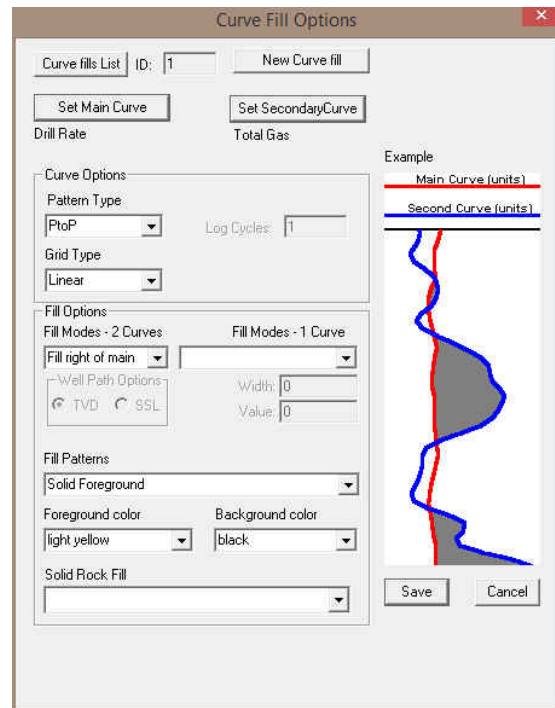 Curve Fill Options
Curve fills List ID: 1 New Curve fill
Set Main Curve Set SecondaryCurve
Drill Rate Total Gas
Example
Main Curve (units)
Second Curve (units)
Curve Options
Pattern Type
PtoP Log Cycles: 1
Grid Type
Linear
Fill Options
Fill Modes - 2 Curves Fill Modes - 1 Curve
Fill right of main
Well Path Options
TVD SSL
Width: 0
Value: 0
Fill Patterns
Solid Foreground
Foreground color Background color
light yellow black
Solid Rock Fill
Save Cancel